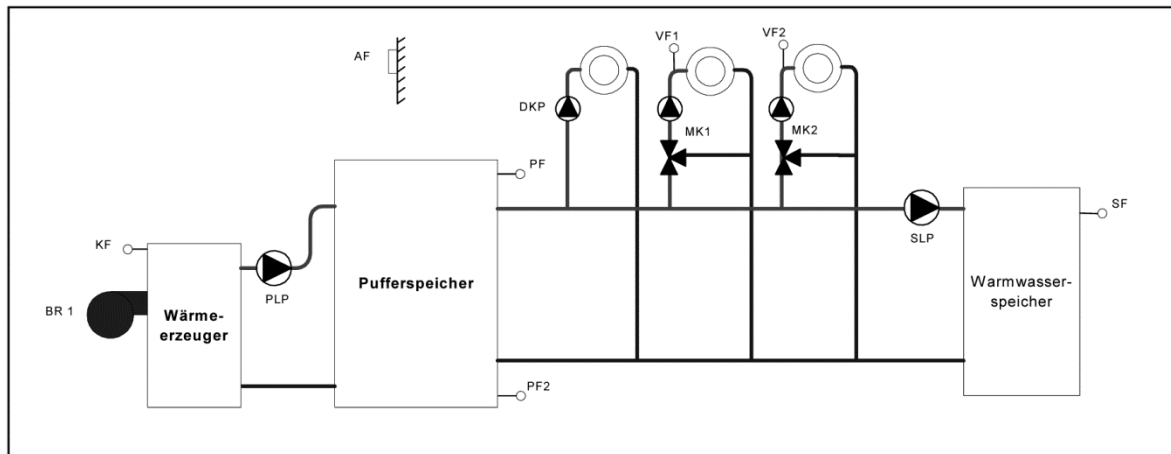 AF
DKP
VF1
MK1
VF2
MK2
PF
SLP
SF
KF
PLP
BR 1
Wärme-
erzeuger
Pufferspeicher
PF2
Warmwasser-
speicher